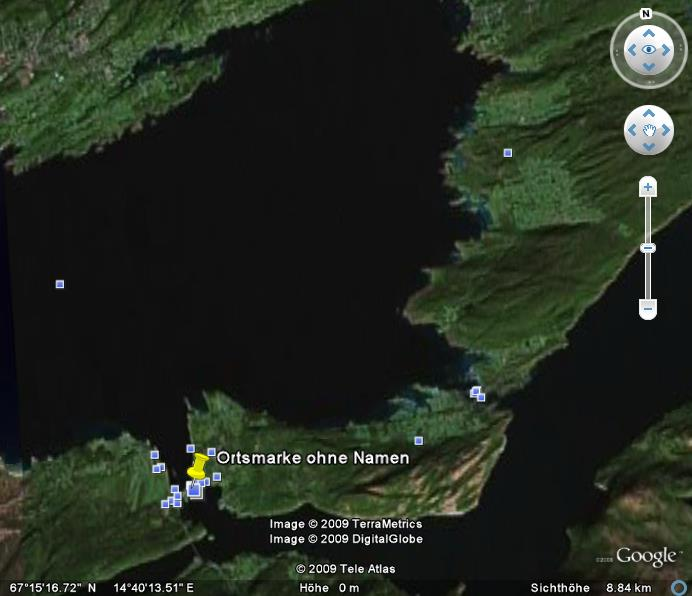 N
Ortsmarke ohne Namen
Image © 2009 TerraMetrics
Image © 2009 DigitalGlobe
© 2009 Tele Atlas
©2009 Google
67°15'16.72" N 14°40'13.51" E Höhe 0 m Sichthöhe 8.84 km